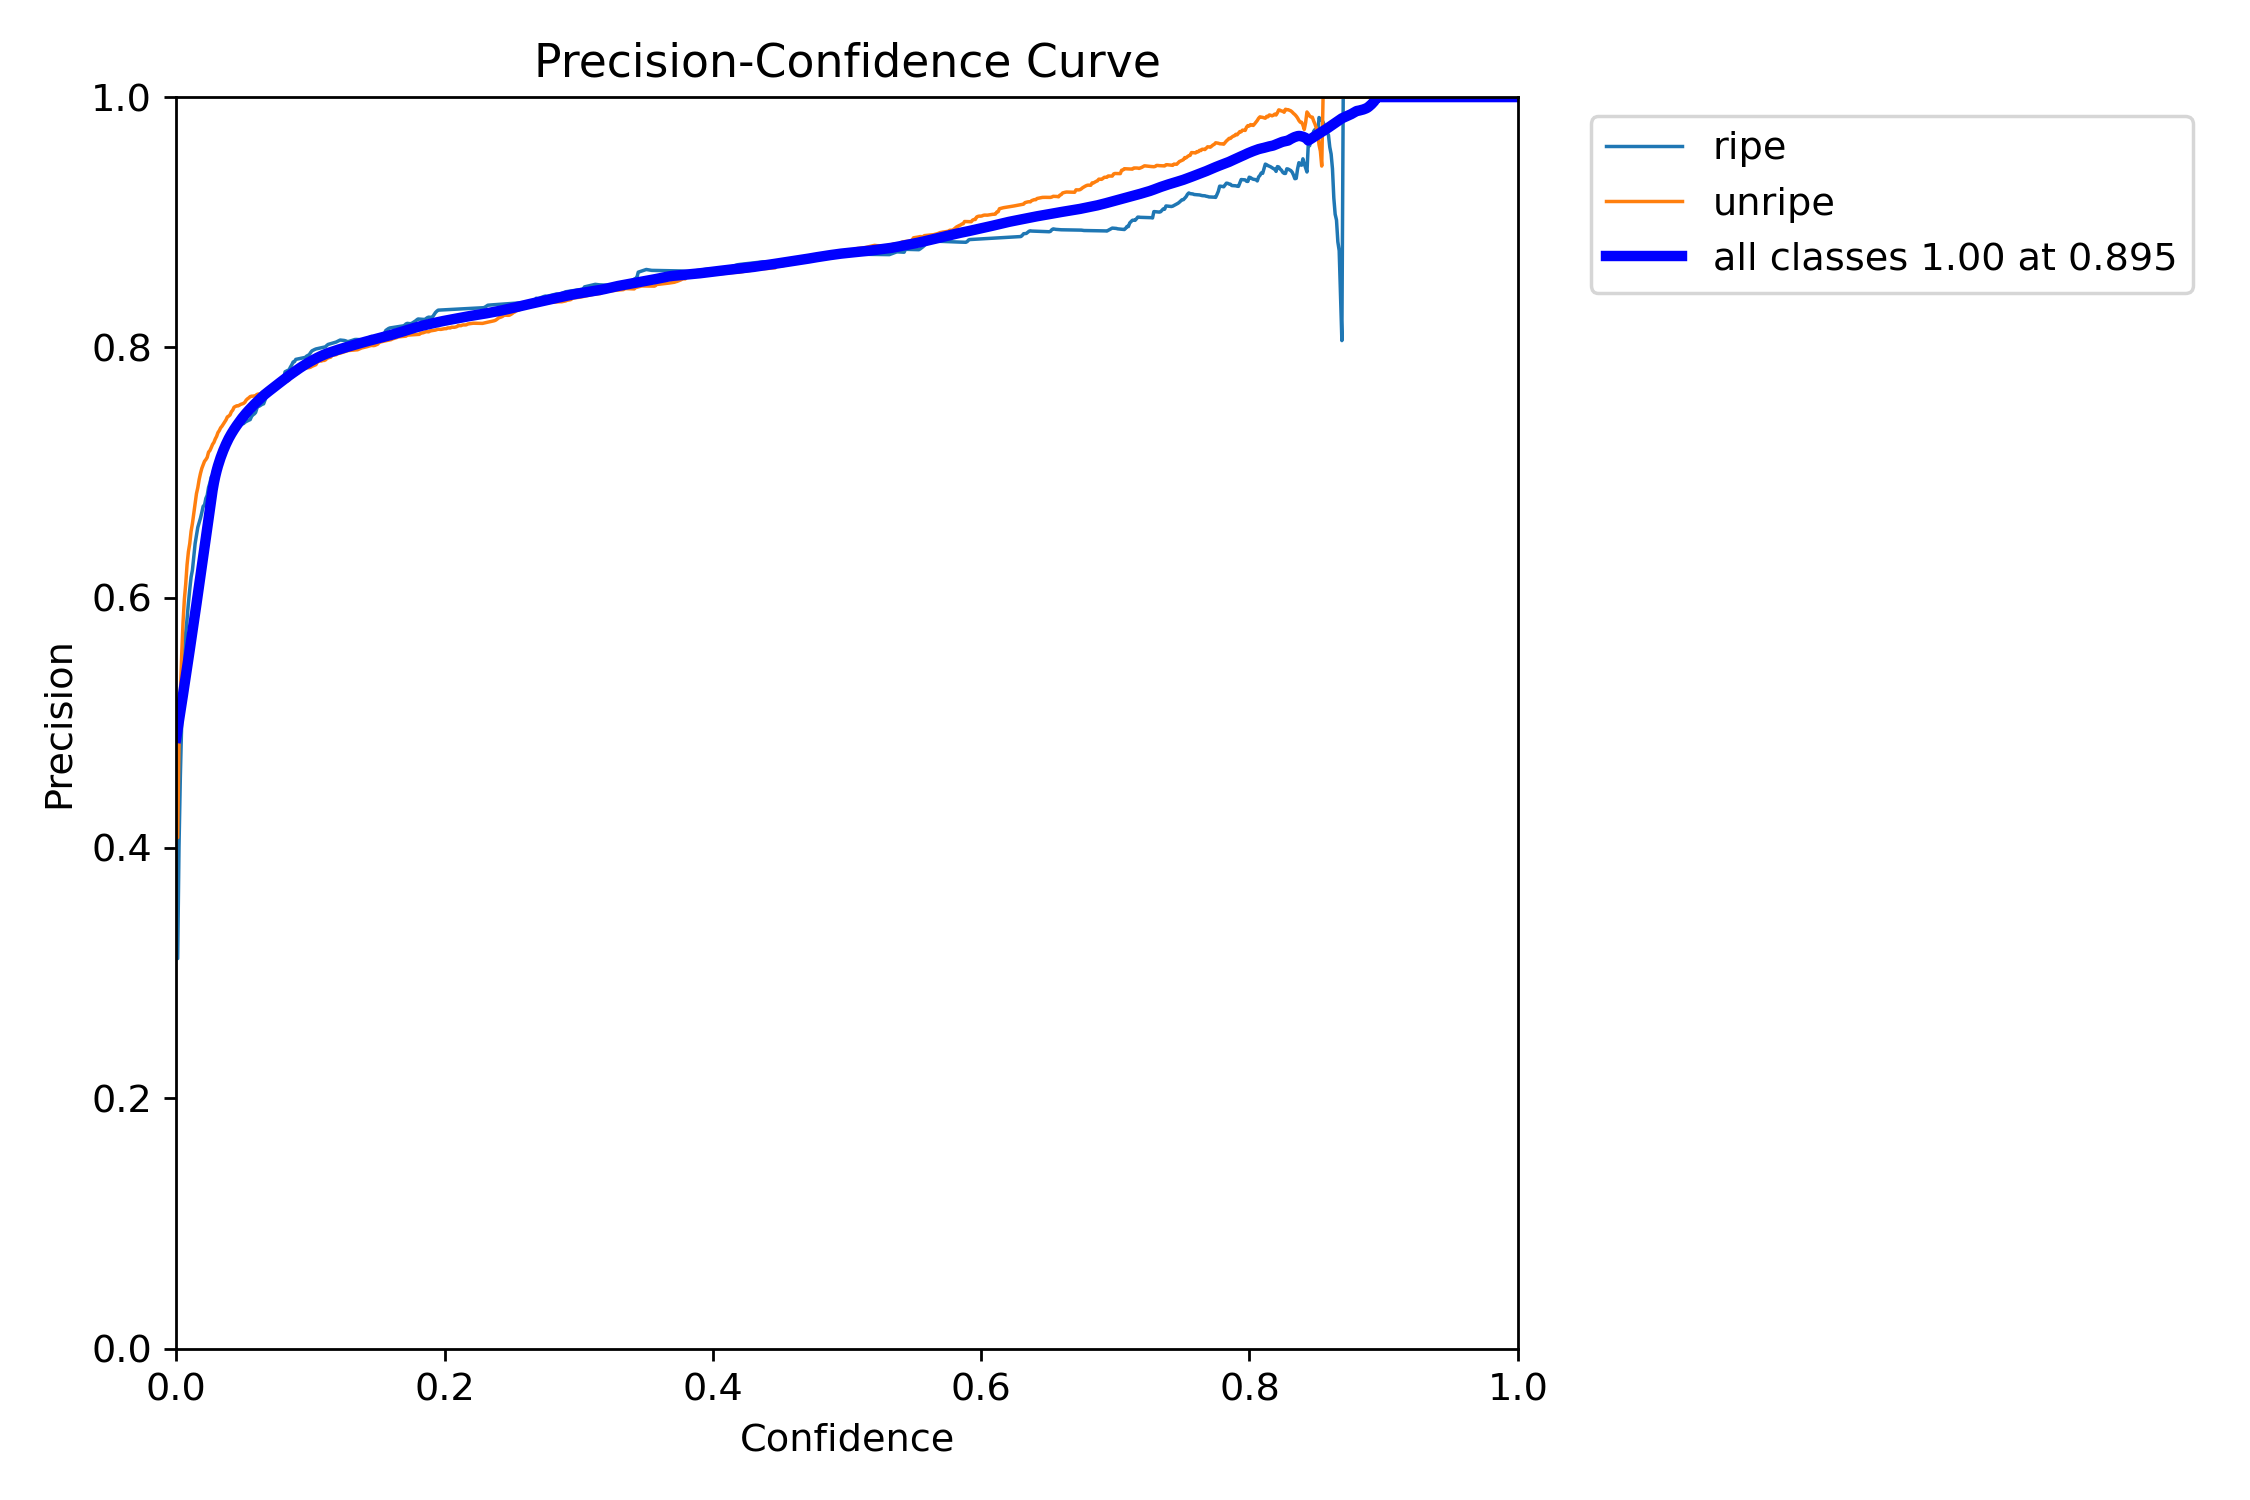 Precision-Confidence Curve
1.0
0.8
0.6
0.4
0.2
0.0
Precision
0.0 0.2 0.4 0.6 0.8 1.0
Confidence
ripe
unripe
all classes 1.00 at 0.895